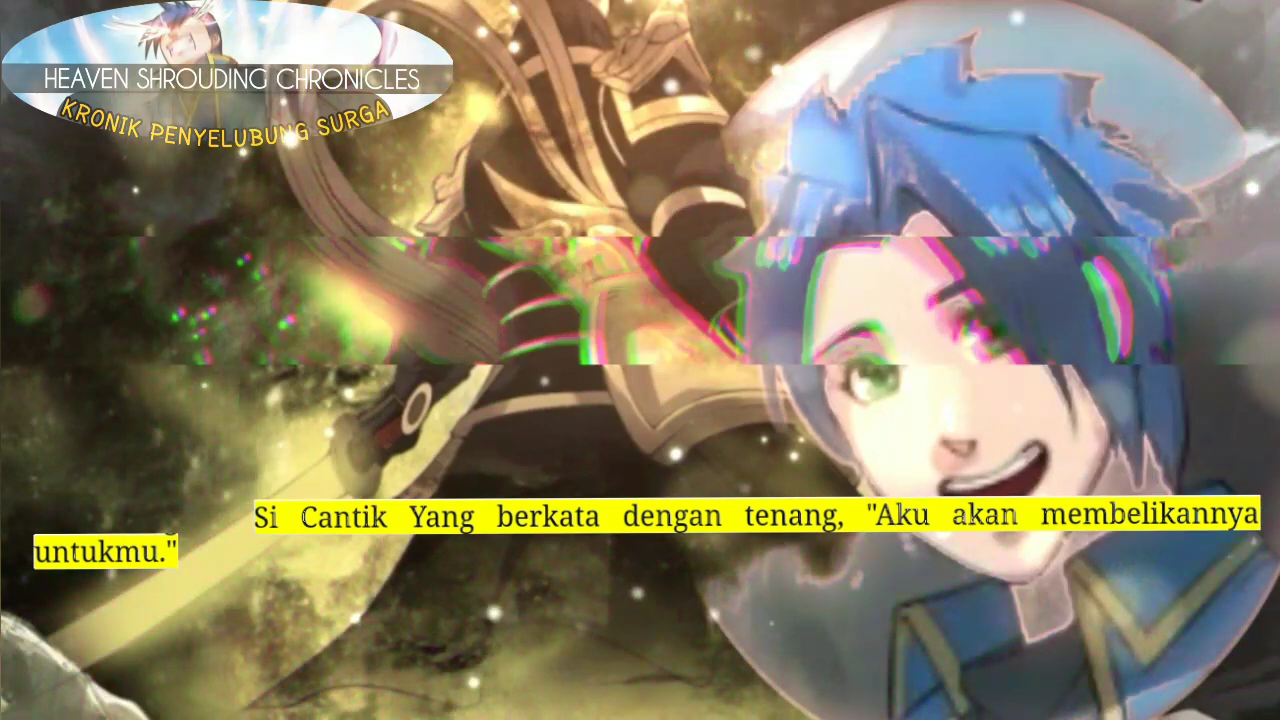 HEAVEN SHROUDING CHRONICLES
KRONIK PENYELUBUNG SURGA
Si Cantik Yang berkata dengan tenang, "Aku akan membelikannya
untukmu."